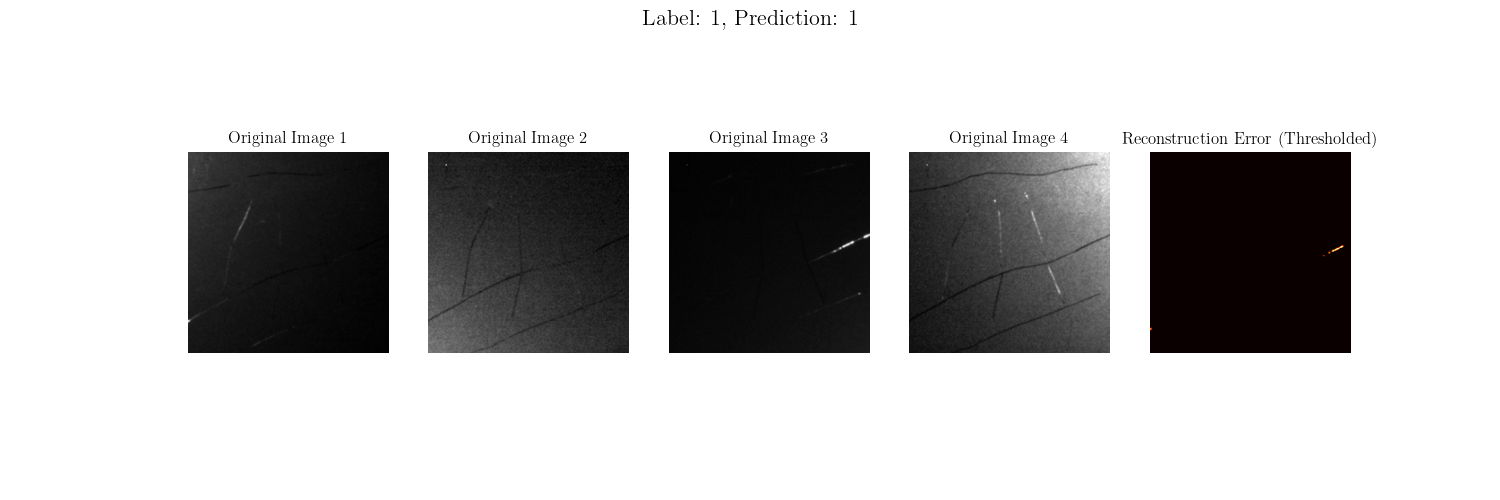 Label: 1, Prediction: 1
Original Image 1
Original Image 2
Original Image 3
Original Image 4
Reconstruction Error (Thresholded)